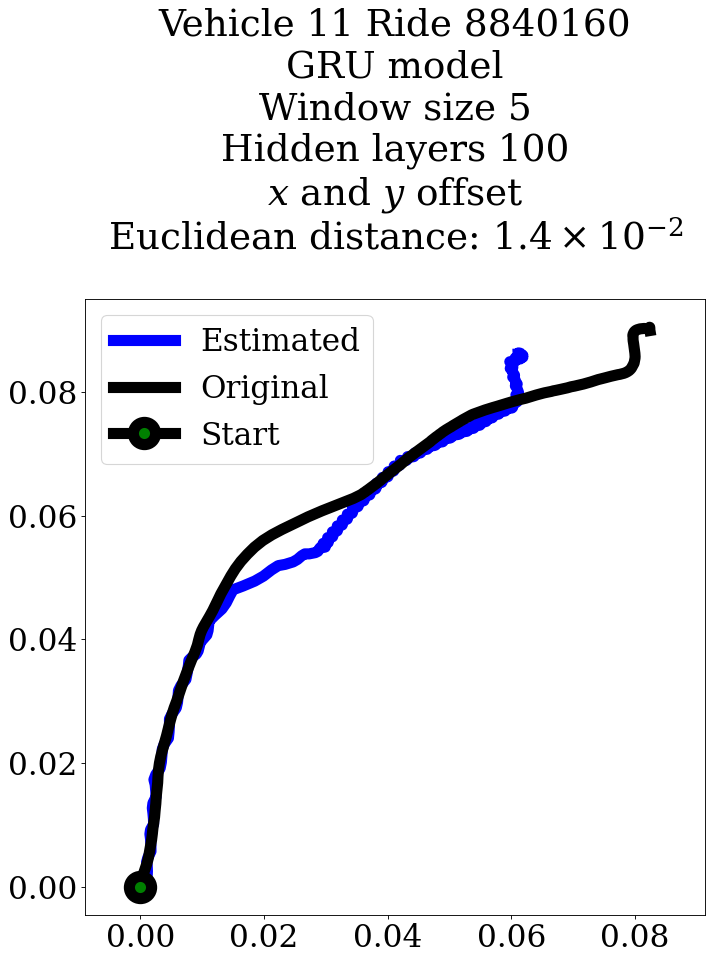 Vehicle 11 Ride 8840160
GRU model
Window size 5
Hidden layers 100
x and y offset
Euclidean distance: 1.4 × 10⁻²
Estimated
Original
Start
0.08
0.06
0.04
0.02
0.00
0.00 0.02 0.04 0.06 0.08